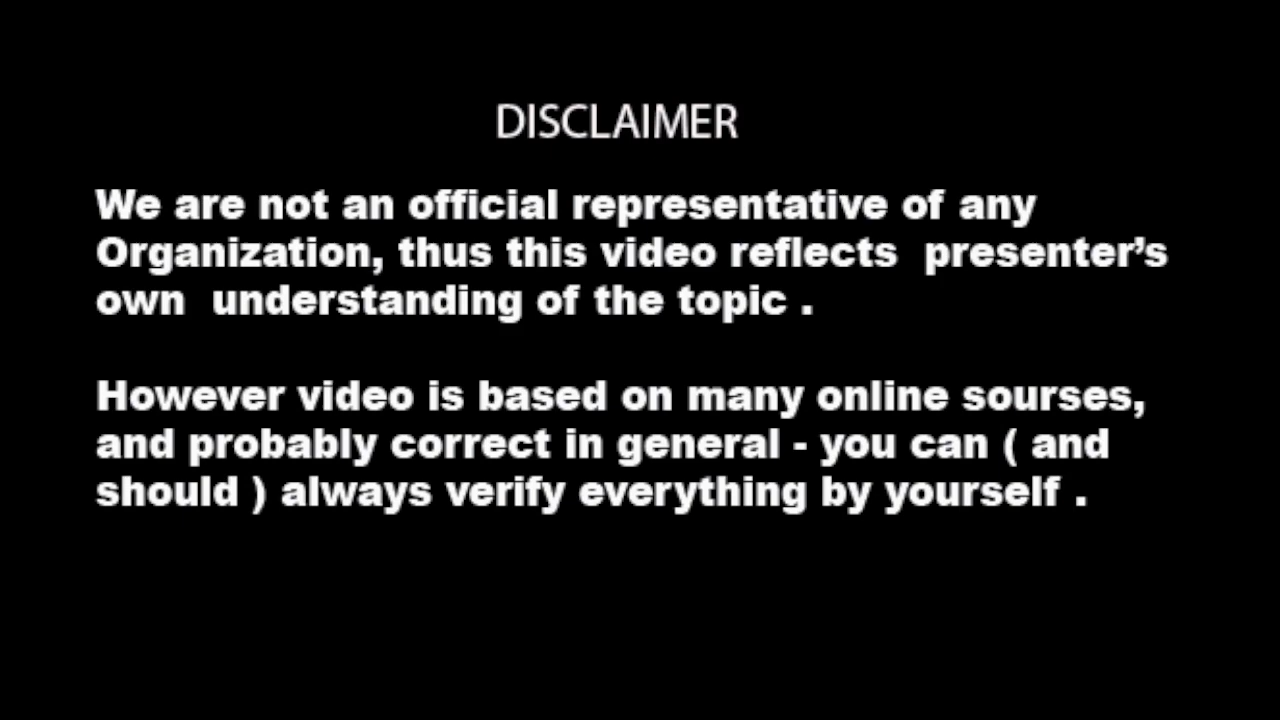 DISCLAIMER
We are not an official representative of any
Organization, thus this video reflects  presenter’s
own  understanding of the topic .
However video is based on many online sourses,
and probably correct in general - you can ( and
should ) always verify everything by yourself .